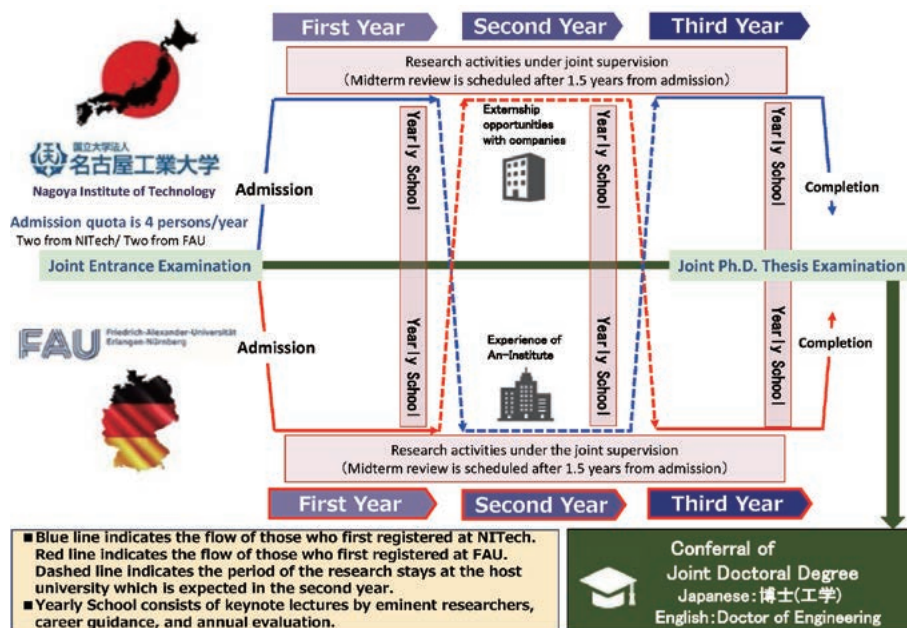 First Year
Second Year
Third Year
Research activities under joint supervision
(Midterm review is scheduled after 1.5 years from admission)
国立大学法人
名古屋工業大学
Nagoya Institute of Technology
Admission quota is 4 persons/year
Two from NITech/ Two from FAU
Joint Entrance Examination
Admission
Yearly School
Externship
opportunities
with companies
Yearly School
Yearly School
Completion
Joint Ph.D. Thesis Examination
FAU
Friedrich-Alexander-Universität
Erlangen-Nürnberg
Admission
Yearly School
Experience of
An-Institute
Yearly School
Yearly School
Completion
Research activities under the joint supervision
(Midterm review is scheduled after 1.5 years from admission)
First Year
Second Year
Third Year
■Blue line indicates the flow of those who first registered at NITech.
Red line indicates the flow of those who first registered at FAU.
Dashed line indicates the period of the research stays at the host
university which is expected in the second year.
■Yearly School consists of keynote lectures by eminent researchers,
career guidance, and annual evaluation.
Conferral of
Joint Doctoral Degree
Japanese:博士(工学)
English:Doctor of Engineering